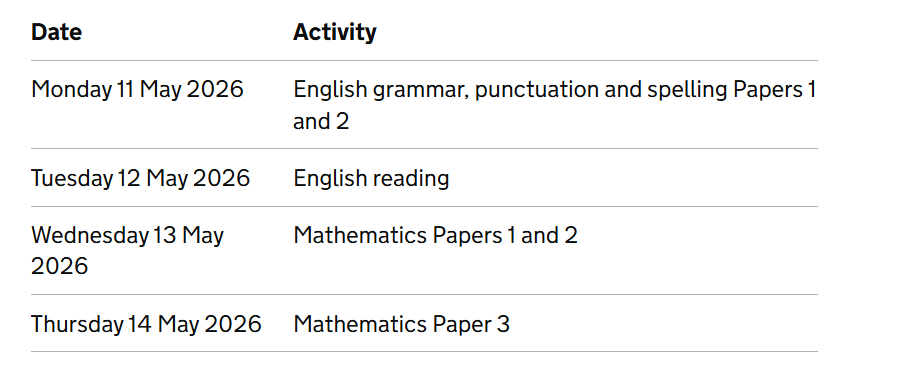 Date Activity
Monday 11 May 2026 English grammar, punctuation and spelling Papers 1
and 2
Tuesday 12 May 2026 English reading
Wednesday 13 May Mathematics Papers 1 and 2
2026
Thursday 14 May 2026 Mathematics Paper 3